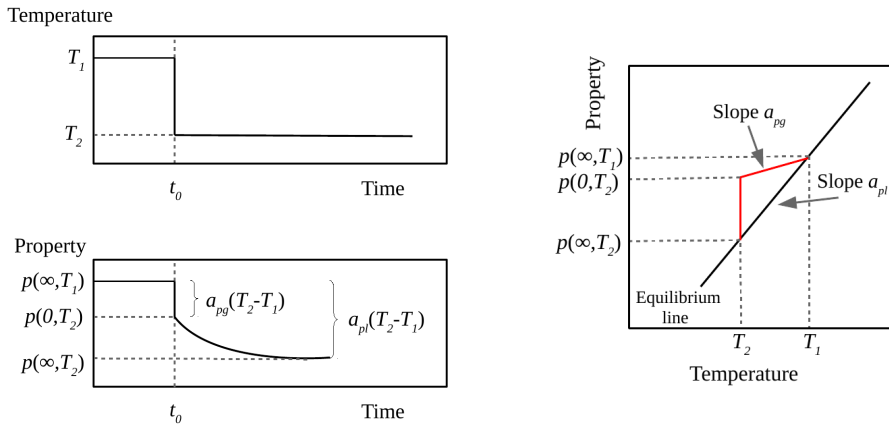 Temperature
T1
T2
t0
Time
Property
p(∞,T1)
p(0,T2)
p(∞,T2)
apg(T2-T1)
apl(T2-T1)
t0
Time
Property
p(∞,T1)
p(0,T2)
p(∞,T2)
Slope apg
Slope apl
Equilibrium
line
T2
T1
Temperature